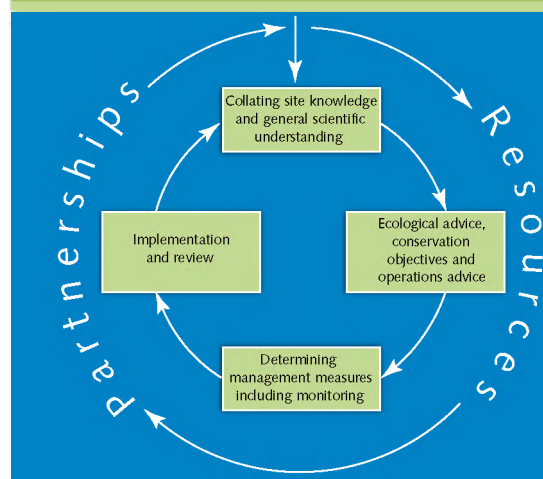 Collating site knowledge
and general scientific
understanding
Resources
Ecological advice,
conservation
objectives and
operations advice
Determining
management measures
including monitoring
Implementation
and review
Partnerships